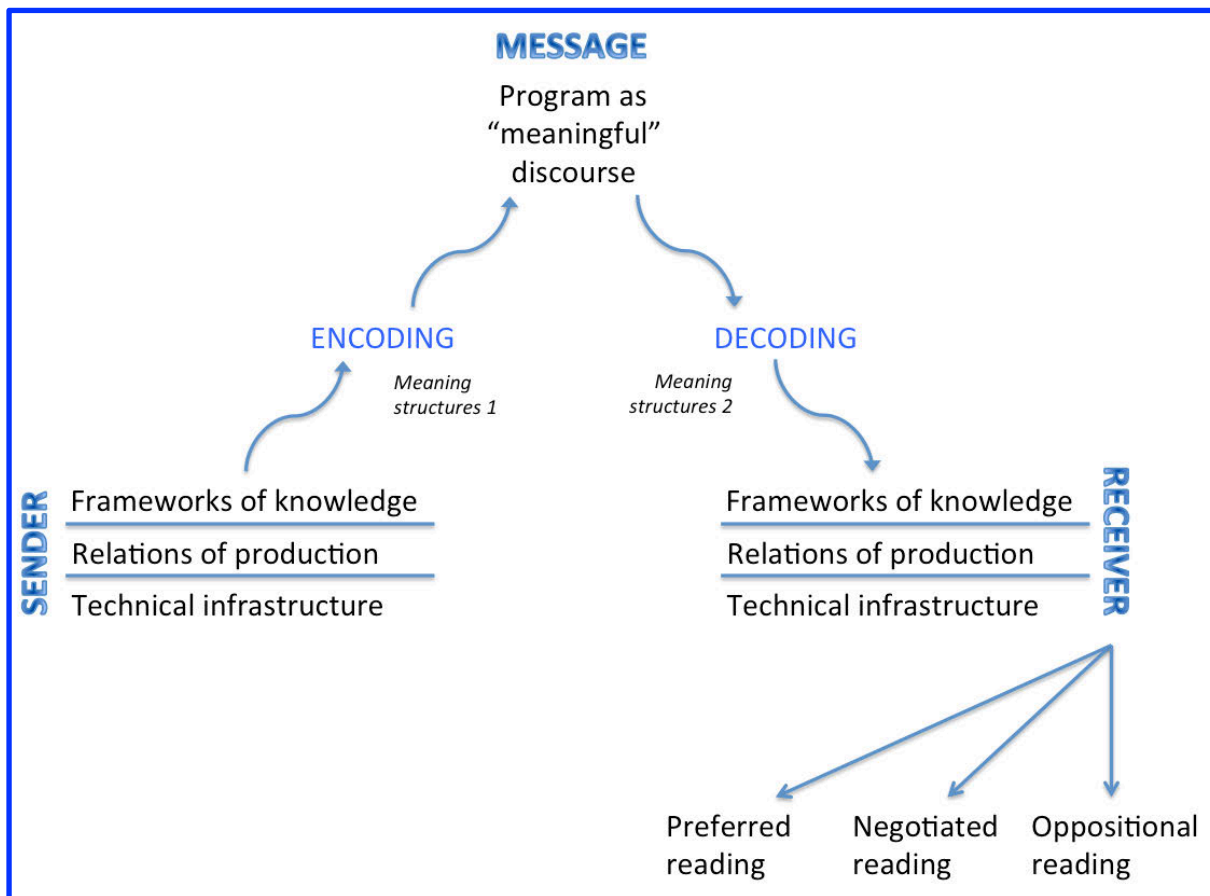 MESSAGE
Program as
“meaningful”
discourse
ENCODING
DECODING
Meaning
structures 1
Meaning
structures 2
SENDER
Frameworks of knowledge
Relations of production
Technical infrastructure
Frameworks of knowledge
Relations of production
Technical infrastructure
RECEIVER
Preferred
reading
Negotiated
reading
Oppositional
reading